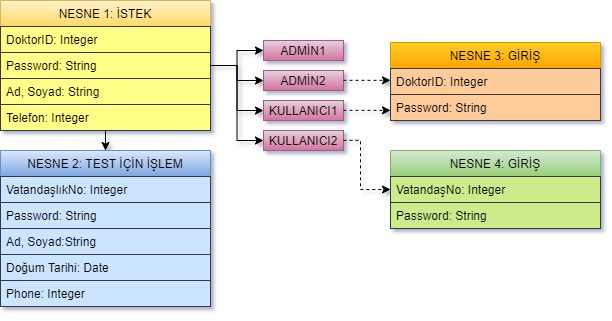 NESNE 1: İSTEK
DoktorID: Integer
Password: String
Ad, Soyad: String
Telefon: Integer
NESNE 2: TEST İÇİN İŞLEM
VatandaşlıkNo: Integer
Password: String
Ad, Soyad:String
Doğum Tarihi: Date
Phone: Integer
ADMİN1
ADMİN2
KULLANICI1
KULLANICI2
NESNE 3: GİRİŞ
DoktorID: Integer
Password: String
NESNE 4: GİRİŞ
VatandaşNo: Integer
Password: String